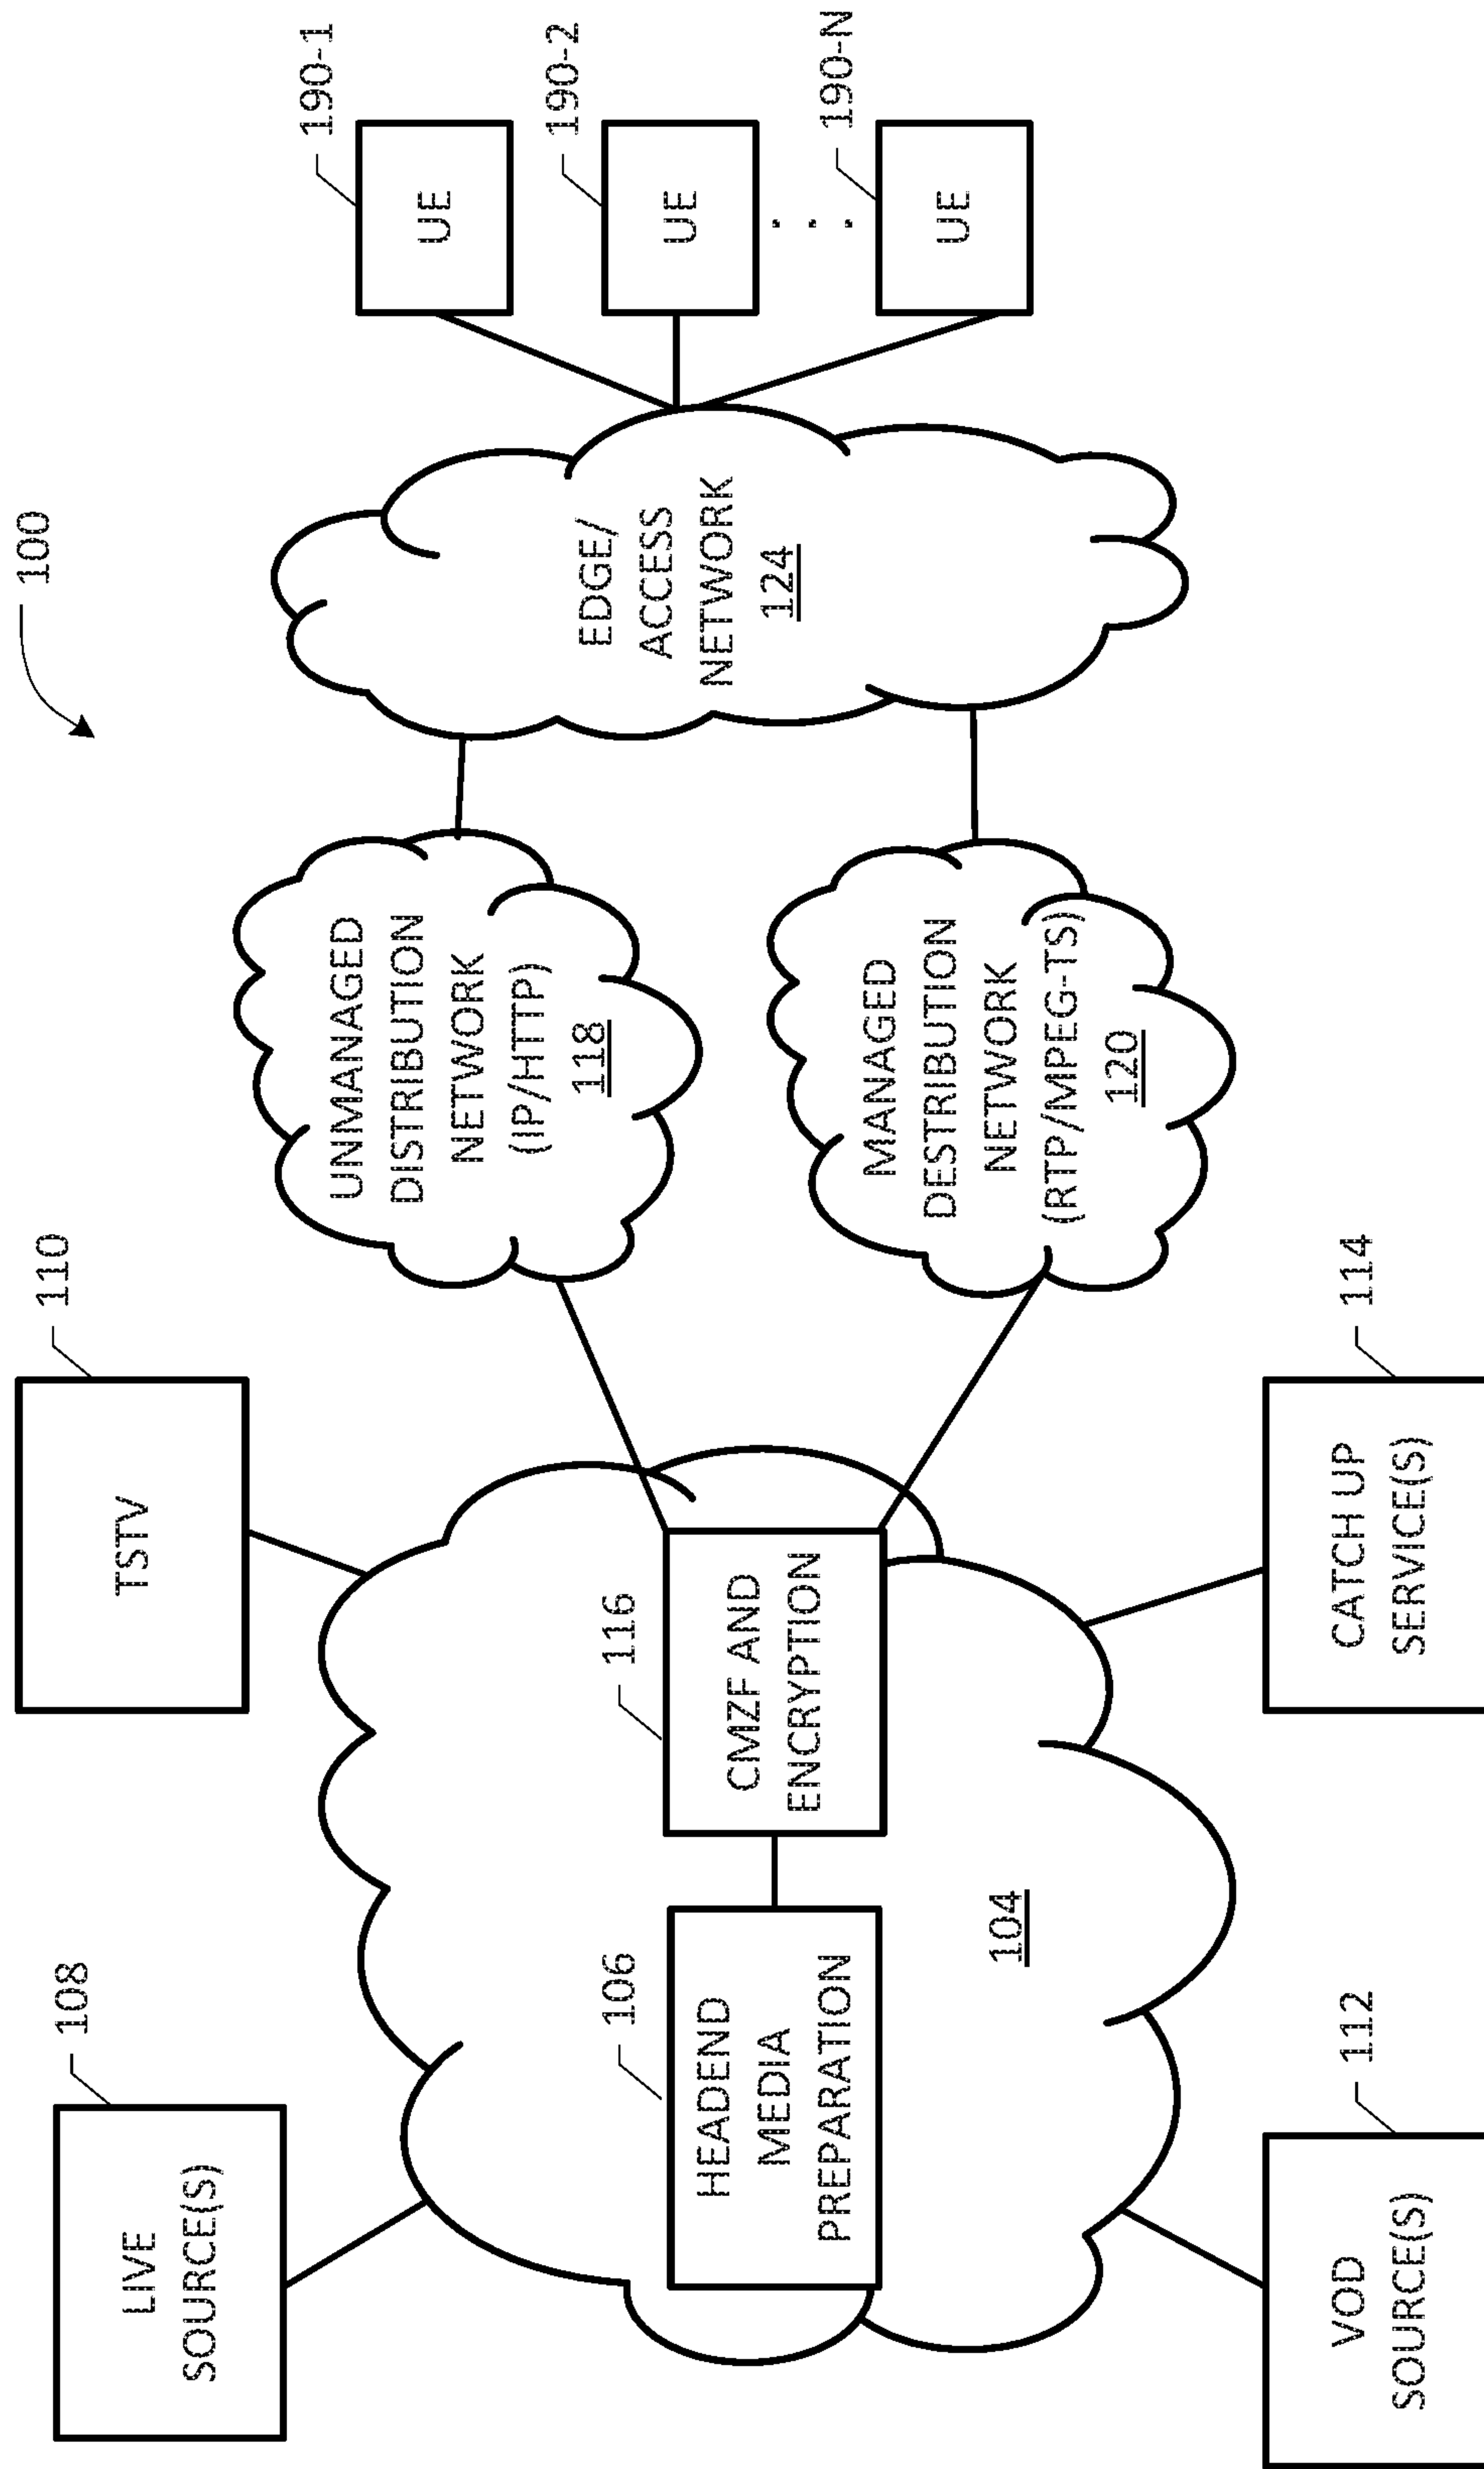 100
LIVE
SOURCE(S)
108
TSTV
110
HEADEND
MEDIA
PREPARATION
106
CMZF AND
ENCRYPTION
116
104
VOD
SOURCE(S)
112
CATCH UP
SERVICE(S)
114
UNMANAGED
DISTRIBUTION
NETWORK
(IP/HTTP)
118
MANAGED
DESTRIBUTION
NETWORK
(RTP/MPEG-TS)
120
EDGE/
ACCESS
NETWORK
124
UE
190-1
UE
190-2
. . .
UE
190-N